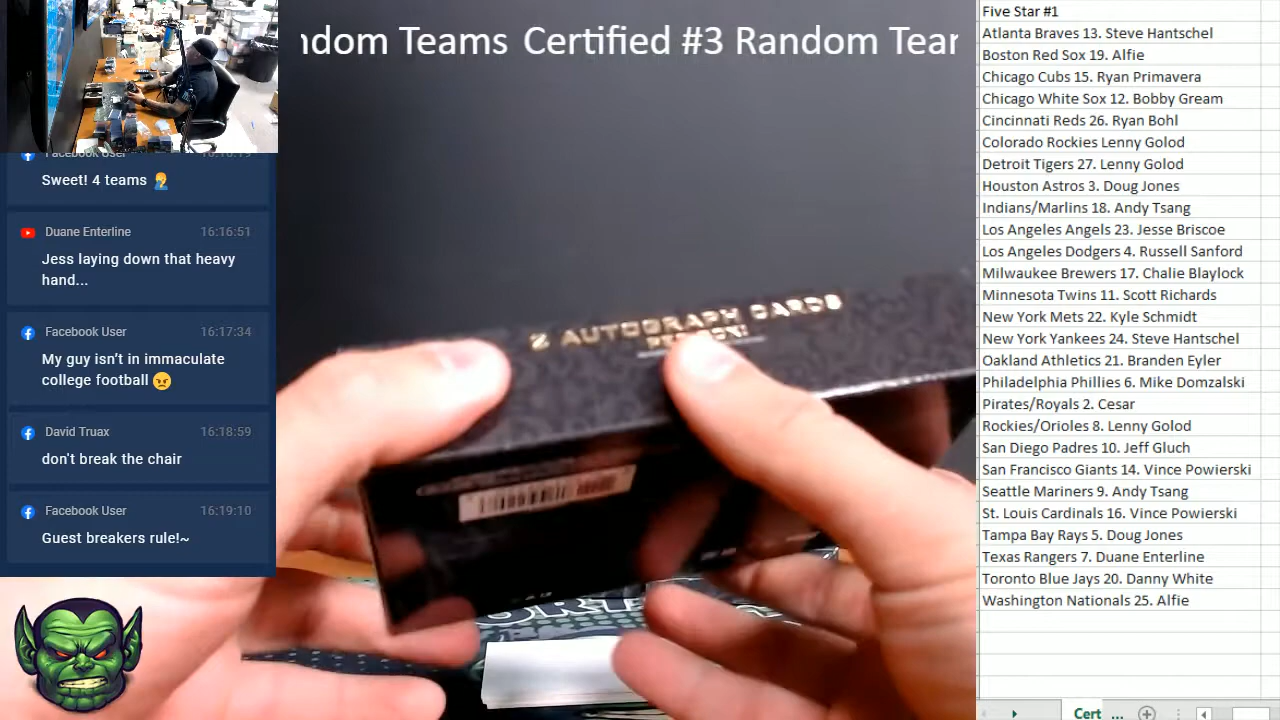 ndom Teams Certified #3 Random Tear
Facebook User 16:16:19
Sweet! 4 teams 🤦
Duane Enterline 16:16:51
Jess laying down that heavy
hand...
Facebook User 16:17:34
My guy isn't in immaculate
college football 😠
David Truax 16:18:59
don't break the chair
Facebook User 16:19:10
Guest breakers rule!~
2 AUTOGRAPH CARDS
PER BOX!
Five Star #1
Atlanta Braves 13. Steve Hantschel
Boston Red Sox 19. Alfie
Chicago Cubs 15. Ryan Primavera
Chicago White Sox 12. Bobby Gream
Cincinnati Reds 26. Ryan Bohl
Colorado Rockies Lenny Golod
Detroit Tigers 27. Lenny Golod
Houston Astros 3. Doug Jones
Indians/Marlins 18. Andy Tsang
Los Angeles Angels 23. Jesse Briscoe
Los Angeles Dodgers 4. Russell Sanford
Milwaukee Brewers 17. Chalie Blaylock
Minnesota Twins 11. Scott Richards
New York Mets 22. Kyle Schmidt
New York Yankees 24. Steve Hantschel
Oakland Athletics 21. Branden Eyler
Philadelphia Phillies 6. Mike Domzalski
Pirates/Royals 2. Cesar
Rockies/Orioles 8. Lenny Golod
San Diego Padres 10. Jeff Gluch
San Francisco Giants 14. Vince Powierski
Seattle Mariners 9. Andy Tsang
St. Louis Cardinals 16. Vince Powierski
Tampa Bay Rays 5. Doug Jones
Texas Rangers 7. Duane Enterline
Toronto Blue Jays 20. Danny White
Washington Nationals 25. Alfie
Cert ...